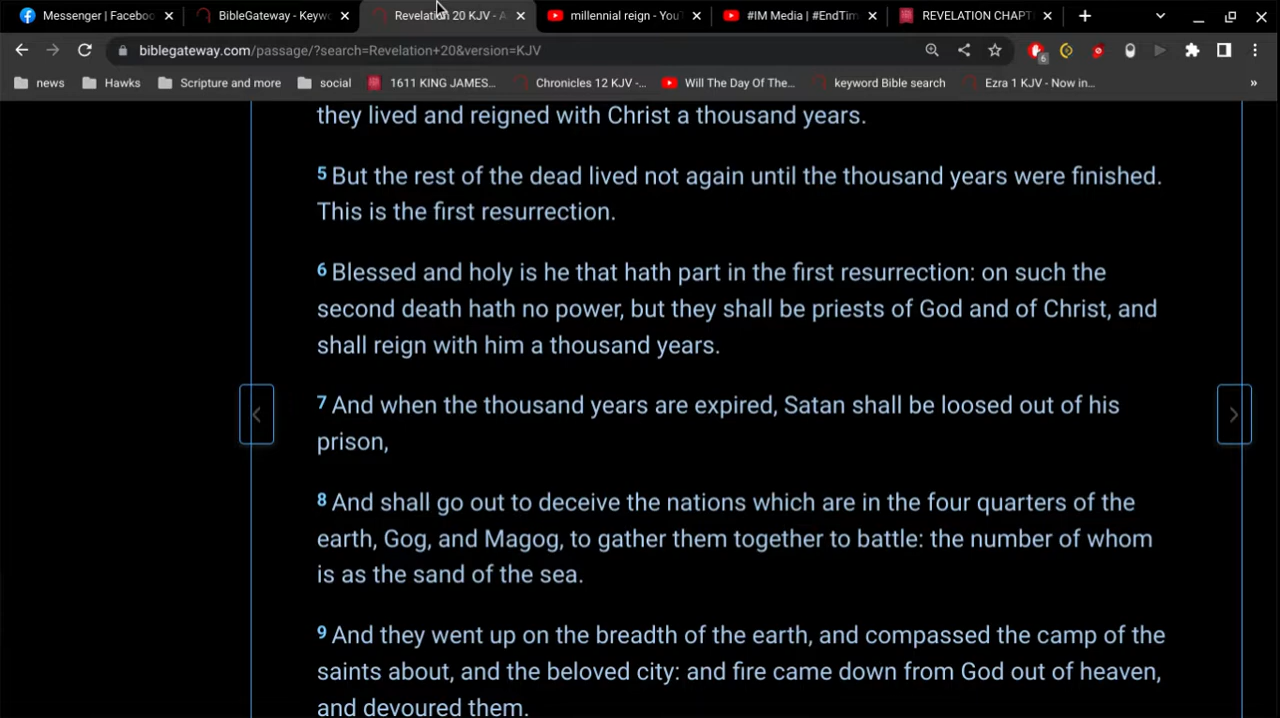 Messenger | Faceboo
BibleGateway - Keyw
Revelation 20 KJV - A
millennial reign - YouT
#IM Media | #EndTim
REVELATION CHAPT
biblegateway.com/passage/?search=Revelation+20&version=KJV
6
news
Hawks
Scripture and more
social
1611 KING JAMES...
Chronicles 12 KJV -...
Will The Day Of The...
keyword Bible search
Ezra 1 KJV - Now in...
»
they lived and reigned with Christ a thousand years.
5 But the rest of the dead lived not again until the thousand years were finished.
This is the first resurrection.
6 Blessed and holy is he that hath part in the first resurrection: on such the
second death hath no power, but they shall be priests of God and of Christ, and
shall reign with him a thousand years.
7 And when the thousand years are expired, Satan shall be loosed out of his
prison,
8 And shall go out to deceive the nations which are in the four quarters of the
earth, Gog, and Magog, to gather them together to battle: the number of whom
is as the sand of the sea.
9 And they went up on the breadth of the earth, and compassed the camp of the
saints about, and the beloved city: and fire came down from God out of heaven,
and devoured them.